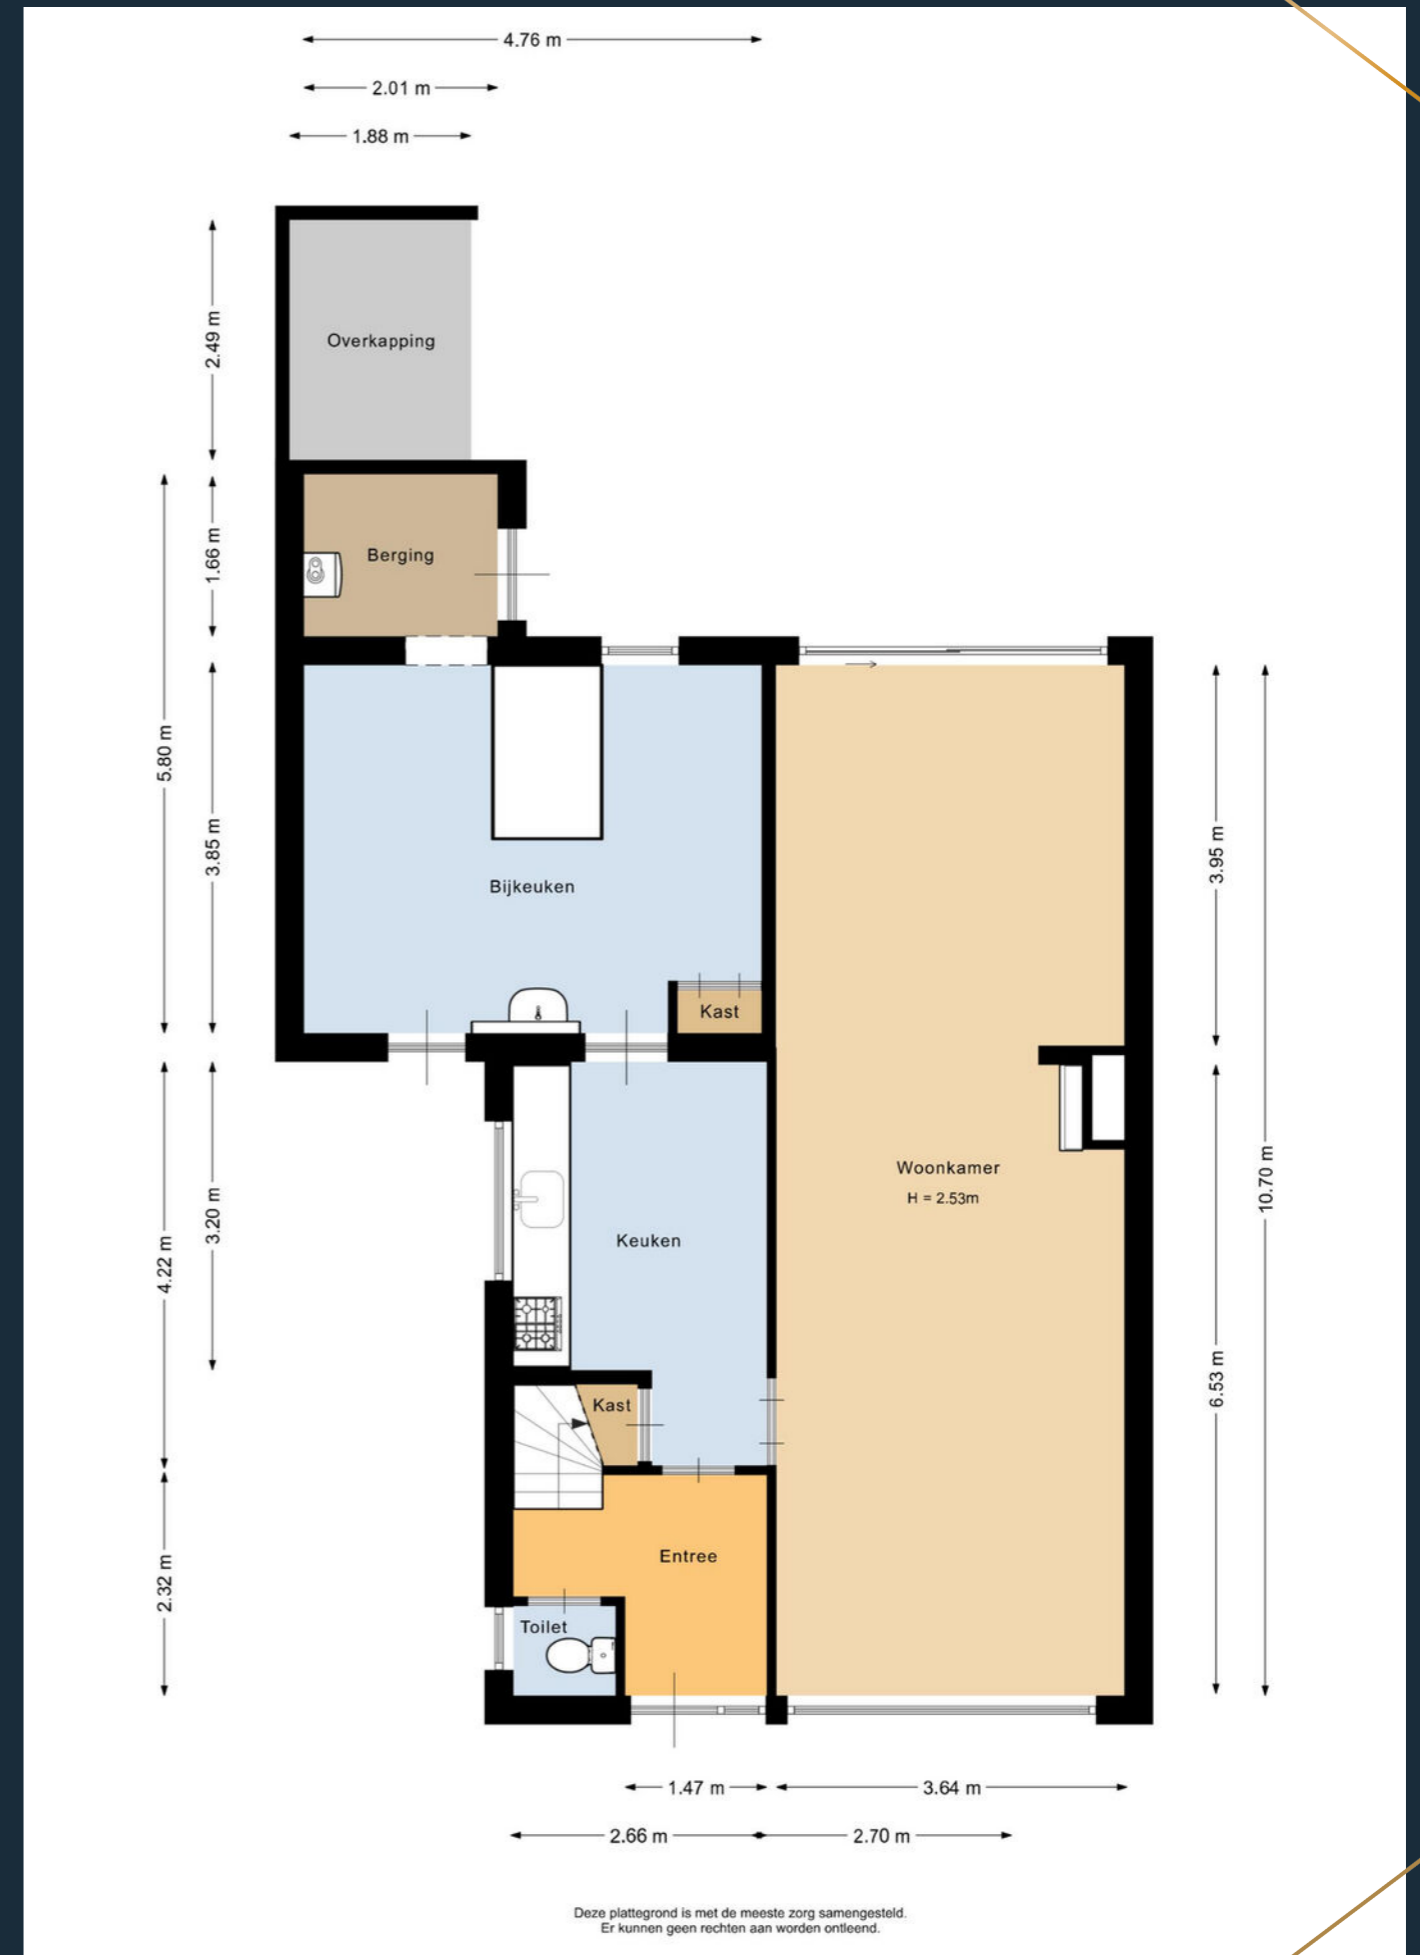 4.76 m
2.01 m
1.88 m
2.49 m
Overkapping
1.66 m
Berging
5.80 m
3.85 m
Bijkeuken
3.95 m
Kast
Woonkamer
H = 2.53m
10.70 m
3.20 m
4.22 m
Keuken
6.53 m
Kast
Entree
2.32 m
Toilet
1.47 m
3.64 m
2.66 m
2.70 m
Deze plattegrond is met de meeste zorg samengesteld.
Er kunnen geen rechten aan worden ontleend.